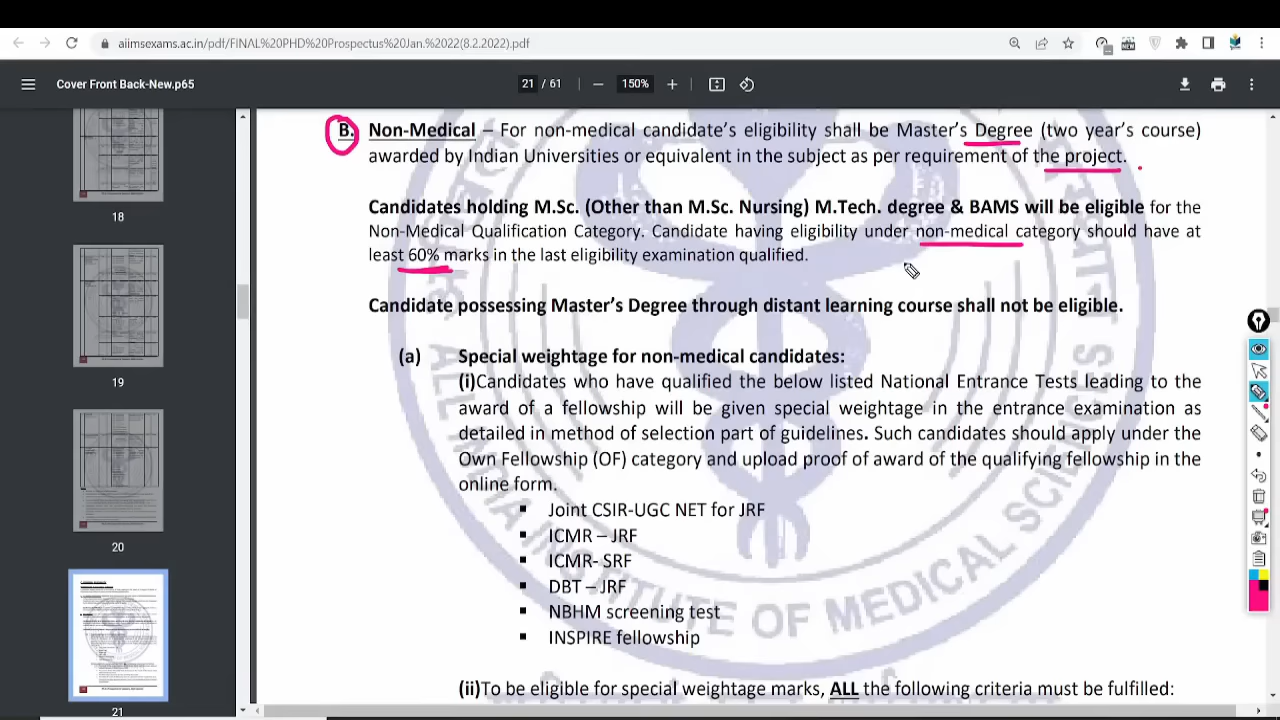 aiimsexams.ac.in/pdf/FINAL%20PHD%20Prospectus%20Jan.%2022(8.2.2022).pdf
Cover Front Back-New.p65
21 / 61
150%
18
19
20
21
B. Non-Medical – For non-medical candidate's eligibility shall be Master's Degree (two year's course)
awarded by Indian Universities or equivalent in the subject as per requirement of the project.
Candidates holding M.Sc. (Other than M.Sc. Nursing) M.Tech. degree & BAMS will be eligible for the
Non-Medical Qualification Category. Candidate having eligibility under non-medical category should have at
least 60% marks in the last eligibility examination qualified.
Candidate possessing Master's Degree through distant learning course shall not be eligible.
(a) Special weightage for non-medical candidates:
(i)Candidates who have qualified the below listed National Entrance Tests leading to the
award of a fellowship will be given special weightage in the entrance examination as
detailed in method of selection part of guidelines. Such candidates should apply under the
Own Fellowship (OF) category and upload proof of award of the qualifying fellowship in the
online form.
▪ Joint CSIR-UGC NET for JRF
▪ ICMR – JRF
▪ ICMR- SRF
▪ DBT – JRF
▪ NBHM screening test
▪ INSPIRE fellowship
(ii)To be eligible for special weightage marks, ALL the following criteria must be fulfilled: